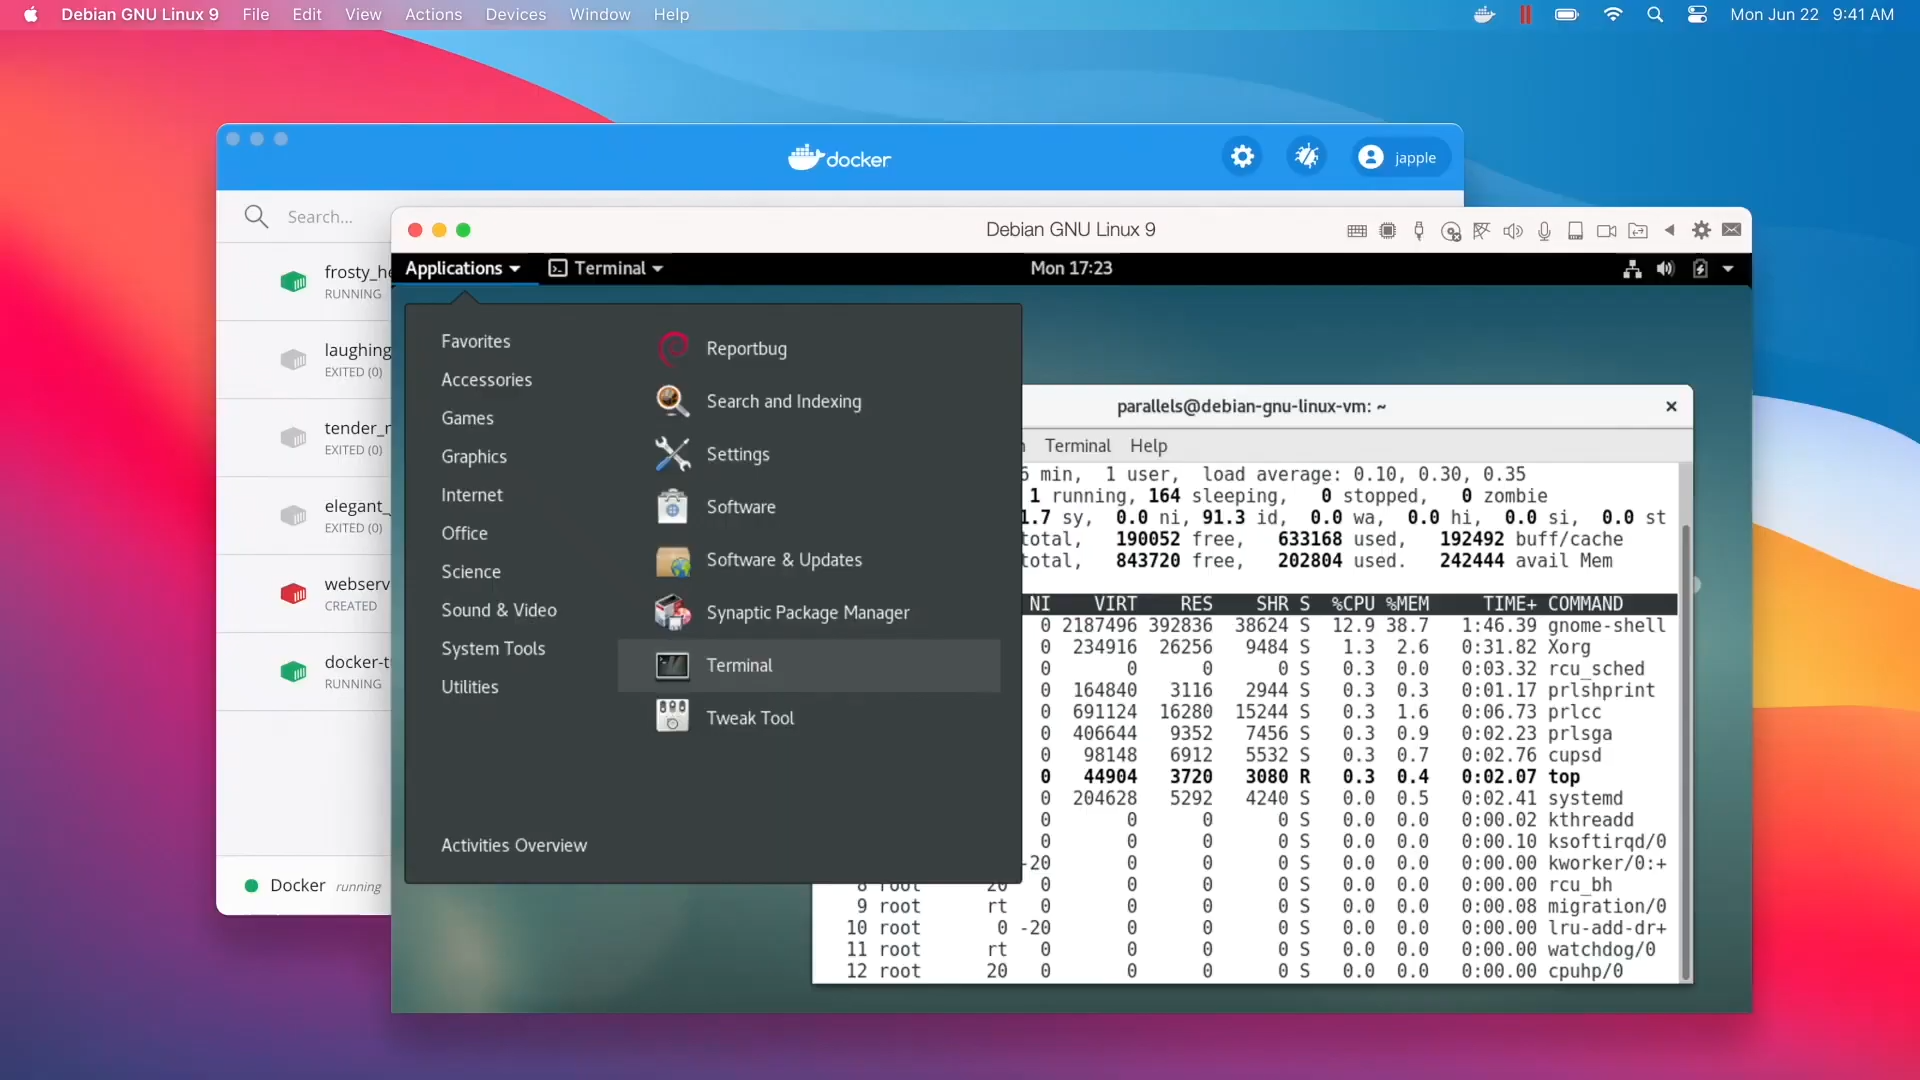 Debian GNU Linux 9 File Edit View Actions Devices Window Help Mon Jun 22 9:41 AM
docker
japple
Search...
frosty_he
RUNNING
laughing
EXITED (0)
tender_r
EXITED (0)
elegant_
EXITED (0)
webserv
CREATED
docker-t
RUNNING
Docker running
Debian GNU Linux 9
Applications Terminal Mon 17:23
Favorites
Accessories
Games
Graphics
Internet
Office
Science
Sound & Video
System Tools
Utilities
Activities Overview
Reportbug
Search and Indexing
Settings
Software
Software & Updates
Synaptic Package Manager
Terminal
Tweak Tool
parallels@debian-gnu-linux-vm: ~
Terminal Help
min, 1 user, load average: 0.10, 0.30, 0.35
1 running, 164 sleeping, 0 stopped, 0 zombie
1.7 sy, 0.0 ni, 91.3 id, 0.0 wa, 0.0 hi, 0.0 si, 0.0 st
total, 190052 free, 633168 used, 192492 buff/cache
total, 843720 free, 202804 used. 242444 avail Mem
NI VIRT RES SHR S %CPU %MEM TIME+ COMMAND
0 2187496 392836 38624 S 12.9 38.7 1:46.39 gnome-shell
0 234916 26256 9484 S 1.3 2.6 0:31.82 Xorg
0 0 0 0 S 0.3 0.0 0:03.32 rcu_sched
0 164840 3116 2944 S 0.3 0.3 0:01.17 prlshprint
0 691124 16280 15244 S 0.3 1.6 0:06.73 prlcc
0 406644 9352 7456 S 0.3 0.9 0:02.23 prlsga
0 98148 6912 5532 S 0.3 0.7 0:02.76 cupsd
0 44904 3720 3080 R 0.3 0.4 0:02.07 top
0 204628 5292 4240 S 0.0 0.5 0:02.41 systemd
0 0 0 0 S 0.0 0.0 0:00.02 kthreadd
0 0 0 0 S 0.0 0.0 0:00.10 ksoftirqd/0
-20 0 0 0 S 0.0 0.0 0:00.00 kworker/0:+
8 root 20 0 0 0 0 S 0.0 0.0 0:00.00 rcu_bh
9 root rt 0 0 0 0 S 0.0 0.0 0:00.08 migration/0
10 root 0 -20 0 0 0 S 0.0 0.0 0:00.00 lru-add-dr+
11 root rt 0 0 0 0 S 0.0 0.0 0:00.00 watchdog/0
12 root 20 0 0 0 0 S 0.0 0.0 0:00.00 cpuhp/0